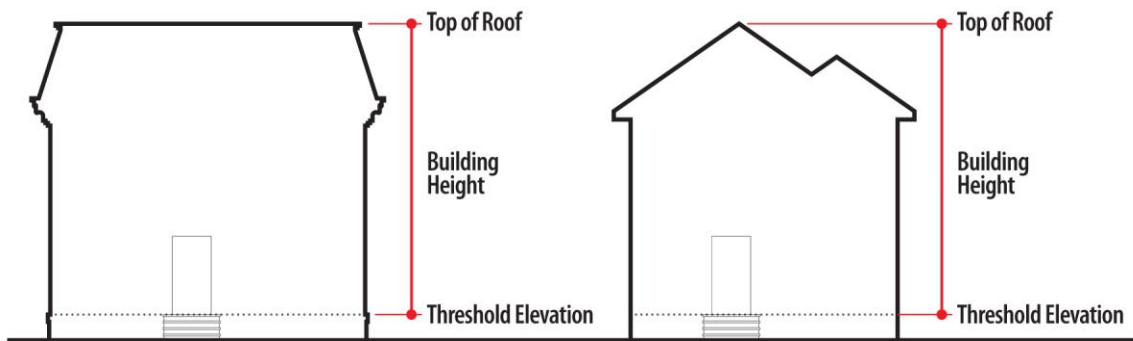 Top of Roof
Building
Height
Threshold Elevation
Top of Roof
Building
Height
Threshold Elevation